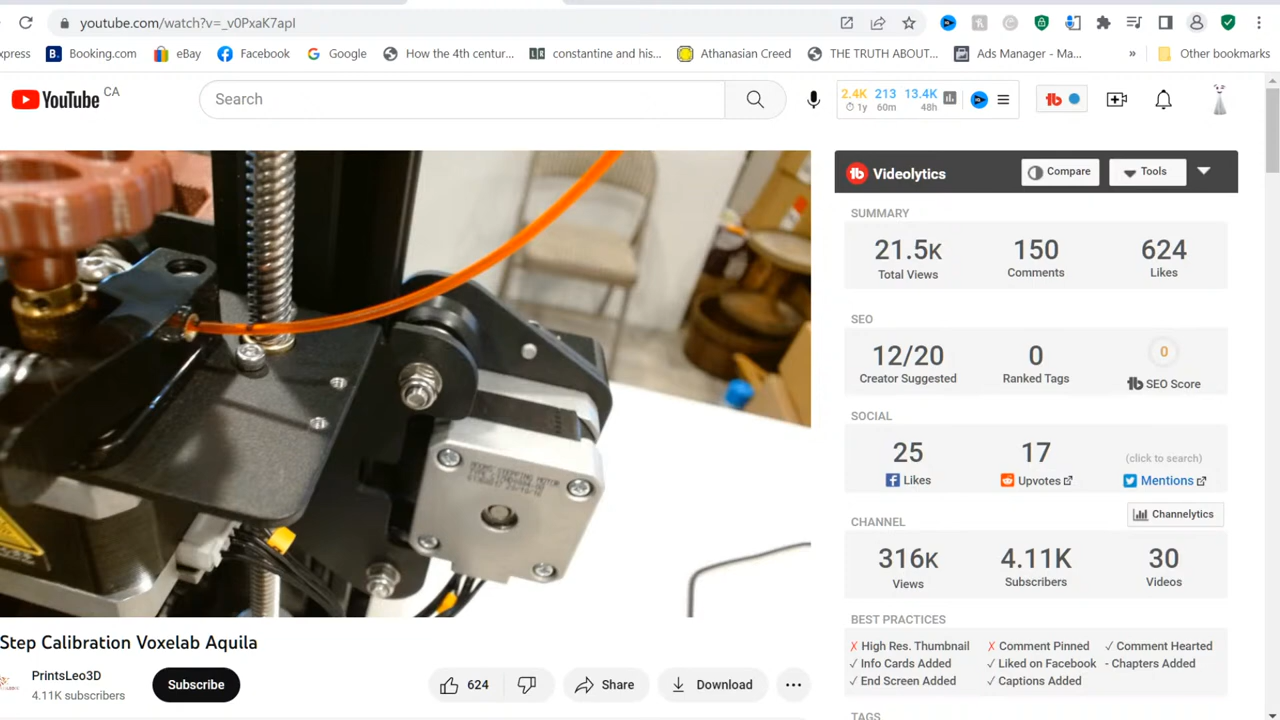 youtube.com/watch?v=_v0PxaK7apI
xpress B. Booking.com eBay Facebook Google How the 4th century... LK constantine and his... Athanasian Creed THE TRUTH ABOUT... Ads Manager - Ma... » Other bookmarks
YouTube CA
Search
2.4K 213 13.4K
1y 60m 48h
tb
tb Videolytics Compare Tools
SUMMARY
21.5K 150 624
Total Views Comments Likes
SEO
12/20 0 0
Creator Suggested Ranked Tags tb SEO Score
SOCIAL
25 17 (click to search)
Likes Upvotes Mentions
Channelytics
CHANNEL
316K 4.11K 30
Views Subscribers Videos
BEST PRACTICES
✗ High Res. Thumbnail ✗ Comment Pinned ✓ Comment Hearted
✓ Info Cards Added ✓ Liked on Facebook - Chapters Added
✓ End Screen Added ✓ Captions Added
TAGS
Step Calibration Voxelab Aquila
PrintsLeo3D
4.11K subscribers
Subscribe
624 Share Download ...